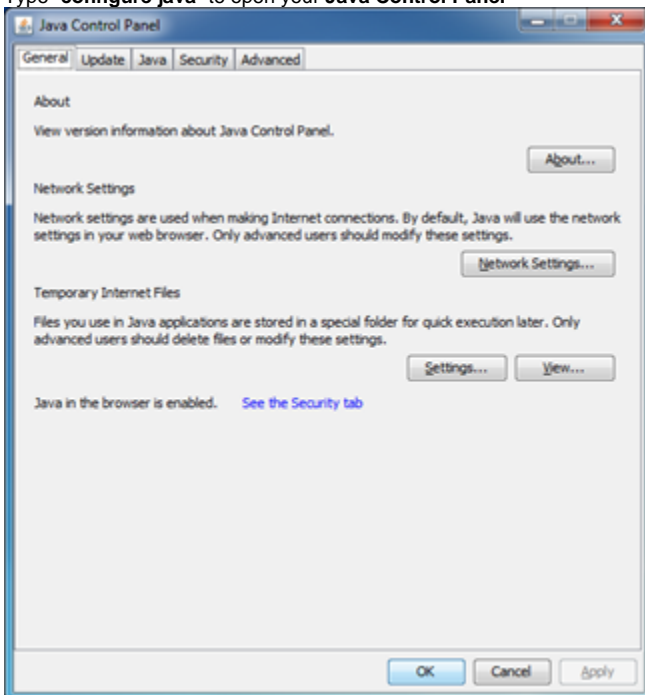 Type "configure java" to open your Java Control Panel
Java Control Panel
General Update Java Security Advanced
About
View version information about Java Control Panel.
About...
Network Settings
Network settings are used when making Internet connections. By default, Java will use the network
settings in your web browser. Only advanced users should modify these settings.
Network Settings...
Temporary Internet Files
Files you use in Java applications are stored in a special folder for quick execution later. Only
advanced users should delete files or modify these settings.
Settings... View...
Java in the browser is enabled. See the Security tab
OK Cancel Apply